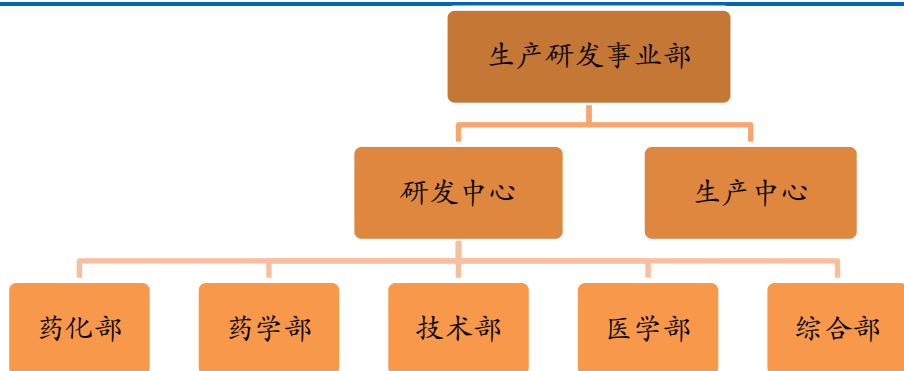 生产研发事业部
研发中心
生产中心
药化部
药学部
技术部
医学部
综合部